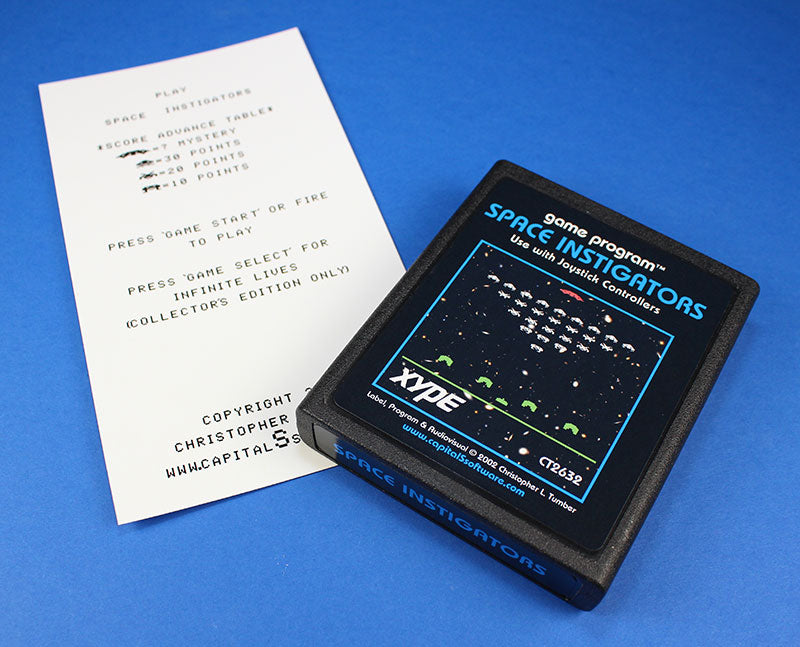 PLAY
SPACE INSTIGATORS
*SCORE ADVANCE TABLE*
=? MYSTERY
=30 POINTS
=20 POINTS
=10 POINTS
PRESS 'GAME START' OR FIRE
TO PLAY
PRESS 'GAME SELECT' FOR
INFINITE LIVES
(COLLECTOR'S EDITION ONLY)
COPYRIGHT
CHRISTOPHER
WWW.CAPITALSs
game program™
SPACE INSTIGATORS
Use with Joystick Controllers
XYPE
CT2632
Label, Program & Audiovisual © 2002 Christopher L. Tumber
www.capitalSsoftware.com
SPACE INSTIGATORS